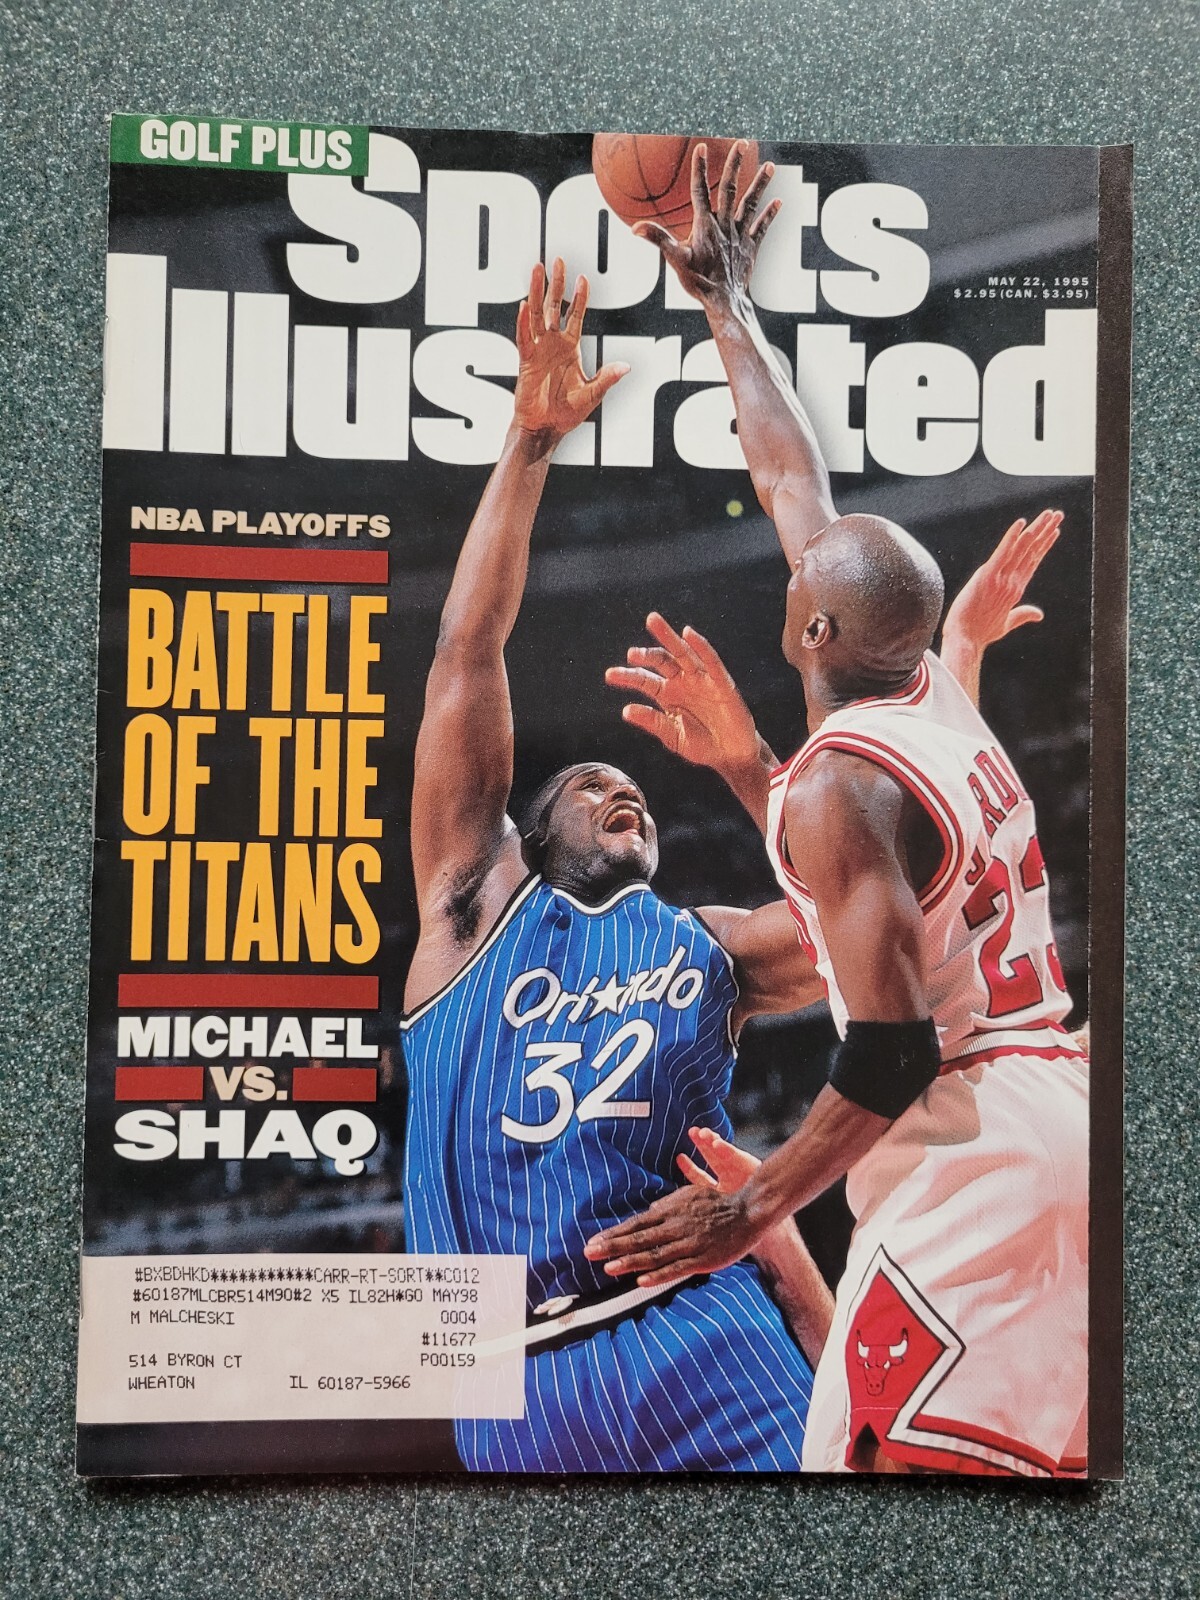 GOLF PLUS
Sports
Illustrated
MAY 22, 1995
$2.95 (CAN. $3.95)
NBA PLAYOFFS
BATTLE
OF THE
TITANS
MICHAEL
VS.
SHAQ
Orlando
32
JORDAN
23
#BXBDHKD***********CARR-RT-SORT**C012
#60187MLCBR514M90#2 X5 IL82H*GO MAY98
M MALCHESKI 0004
#11677
514 BYRON CT P00159
WHEATON IL 60187-5966